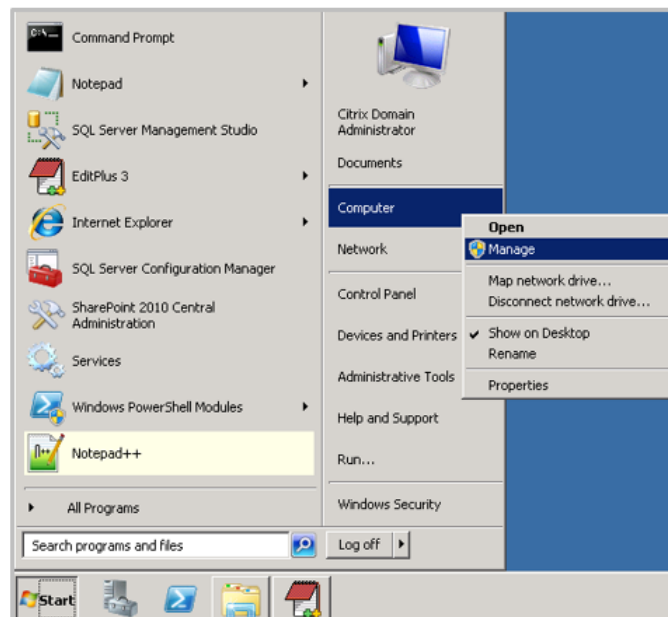 Command Prompt
Notepad
SQL Server Management Studio
EditPlus 3
Internet Explorer
SQL Server Configuration Manager
SharePoint 2010 Central
Administration
Services
Windows PowerShell Modules
Notepad++
All Programs
Search programs and files
Citrix Domain
Administrator
Documents
Computer
Network
Control Panel
Devices and Printers
Administrative Tools
Help and Support
Run...
Windows Security
Log off
Open
Manage
Map network drive...
Disconnect network drive...
Show on Desktop
Rename
Properties
Start